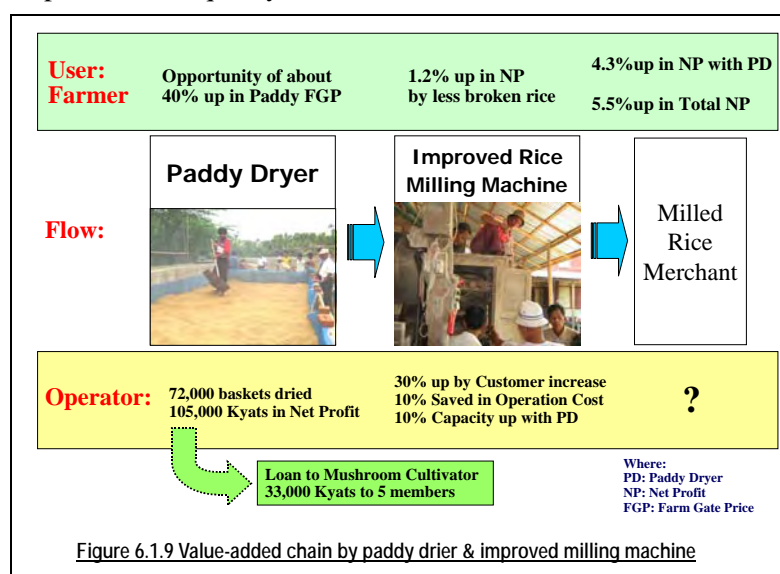 User:
Farmer
Opportunity of about
40% up in Paddy FGP
1.2% up in NP
by less broken rice
4.3%up in NP with PD
5.5%up in Total NP
Flow:
Paddy Dryer
Improved Rice
Milling Machine
Milled
Rice
Merchant
Operator:
72,000 baskets dried
105,000 Kyats in Net Profit
30% up by Customer increase
10% Saved in Operation Cost
10% Capacity up with PD
?
Loan to Mushroom Cultivator
33,000 Kyats to 5 members
Where:
PD: Paddy Dryer
NP: Net Profit
FGP: Farm Gate Price
Figure 6.1.9 Value-added chain by paddy drier & improved milling machine